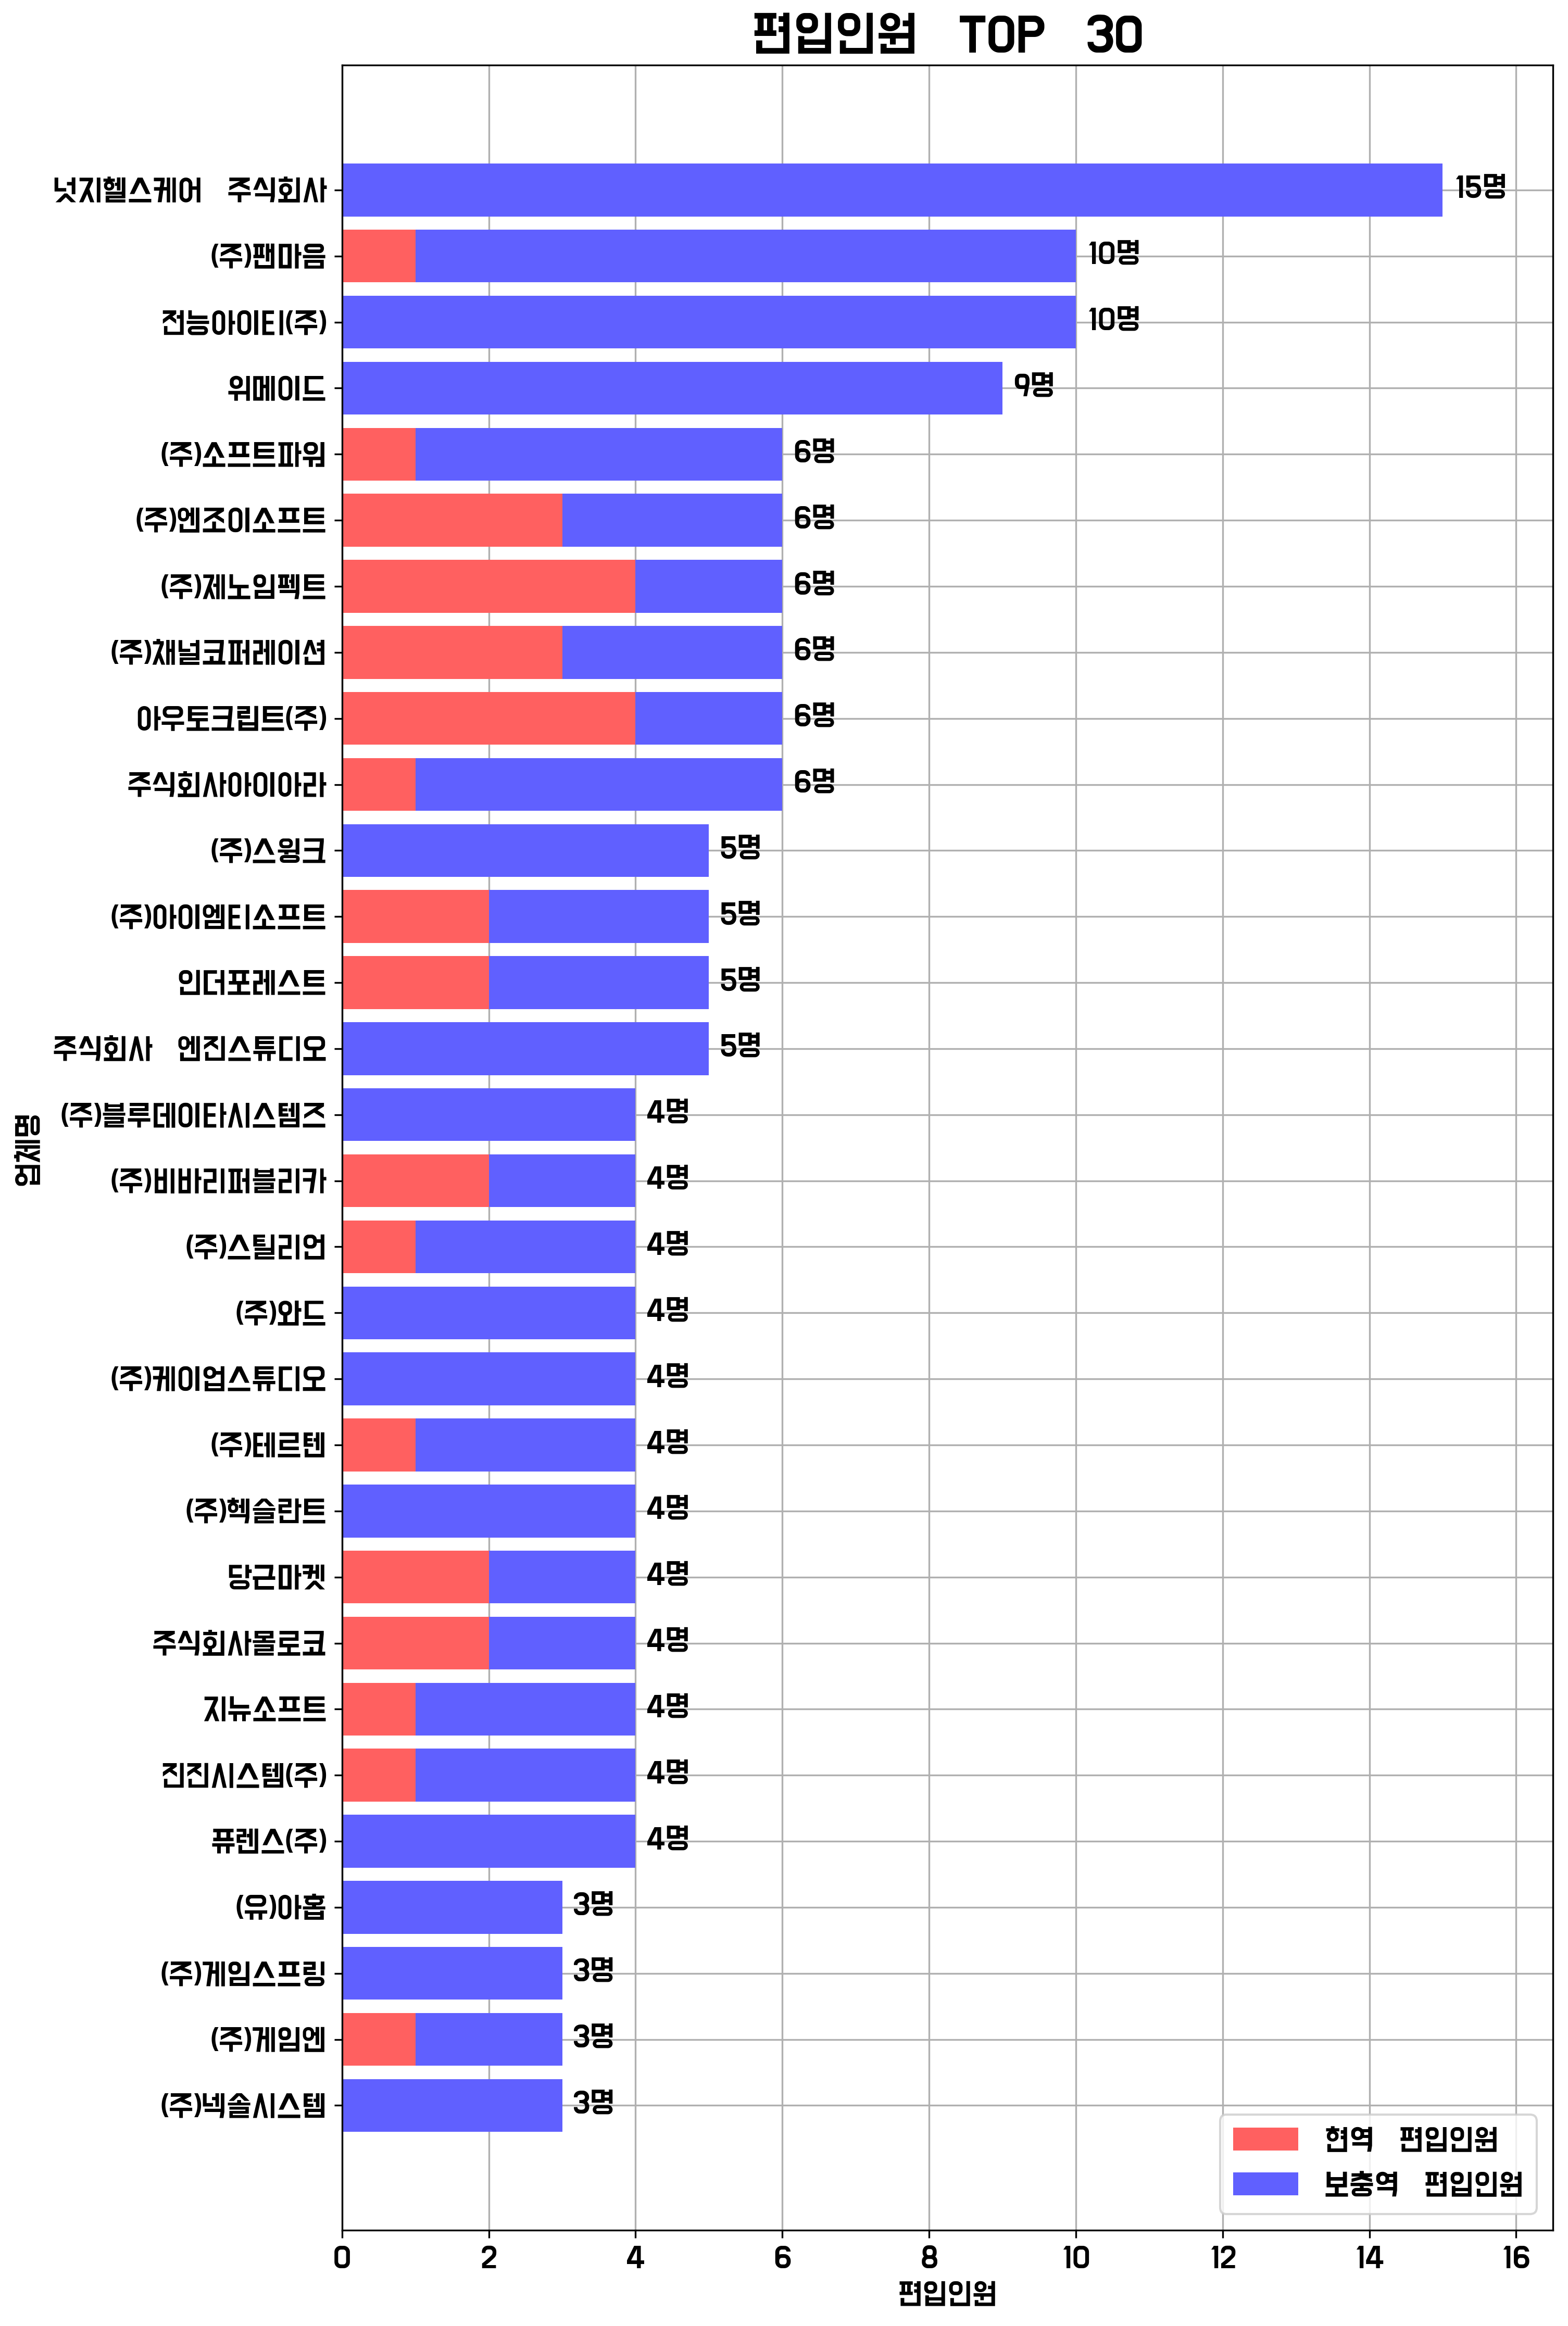 편입인원 TOP 30
넛지헬스케어 주식회사 15명
(주)팬마음 10명
전능아이티(주) 10명
위메이드 9명
(주)소프트파워 6명
(주)엔조이소프트 6명
(주)제노임펙트 6명
(주)채널코퍼레이션 6명
아우토크립트(주) 6명
주식회사아이아라 6명
(주)스윙크 5명
(주)아이엠티소프트 5명
인더포레스트 5명
주식회사 엔진스튜디오 5명
(주)블루데이타시스템즈 4명
(주)비바리퍼블리카 4명
(주)스틸리언 4명
(주)와드 4명
(주)케이업스튜디오 4명
(주)테르텐 4명
(주)헥슬란트 4명
당근마켓 4명
주식회사몰로코 4명
지뉴소프트 4명
진진시스템(주) 4명
퓨렌스(주) 4명
(유)아홉 3명
(주)게임스프링 3명
(주)게임엔 3명
(주)넥솔시스템 3명
업체명
현역 편입인원
보충역 편입인원
0 2 4 6 8 10 12 14 16
편입인원